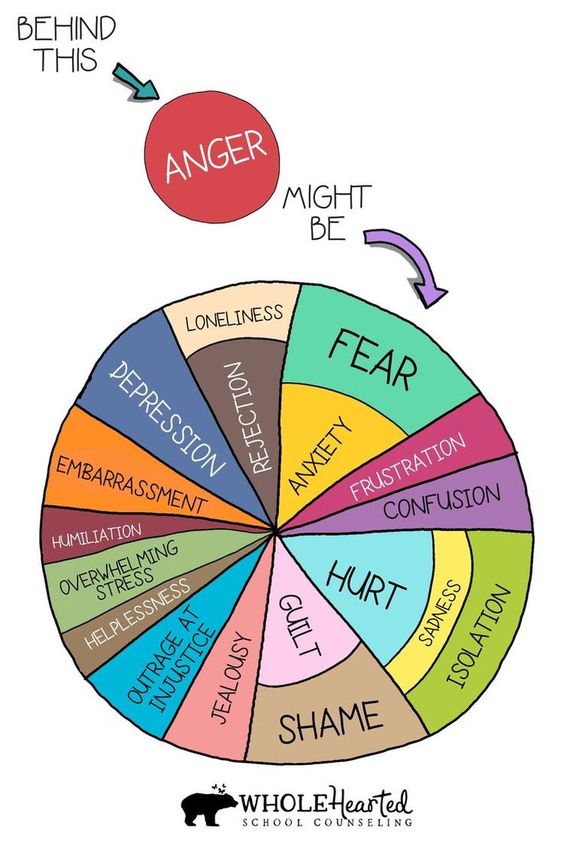 BEHIND
THIS
ANGER
MIGHT
BE
LONELINESS
REJECTION
FEAR
ANXIETY
FRUSTRATION
CONFUSION
HURT
SADNESS
ISOLATION
GUILT
SHAME
JEALOUSY
OUTRAGE AT
INJUSTICE
HELPLESSNESS
OVERWHELMING
STRESS
HUMILIATION
EMBARRASSMENT
DEPRESSION
WHOLEHearted
SCHOOL COUNSELING